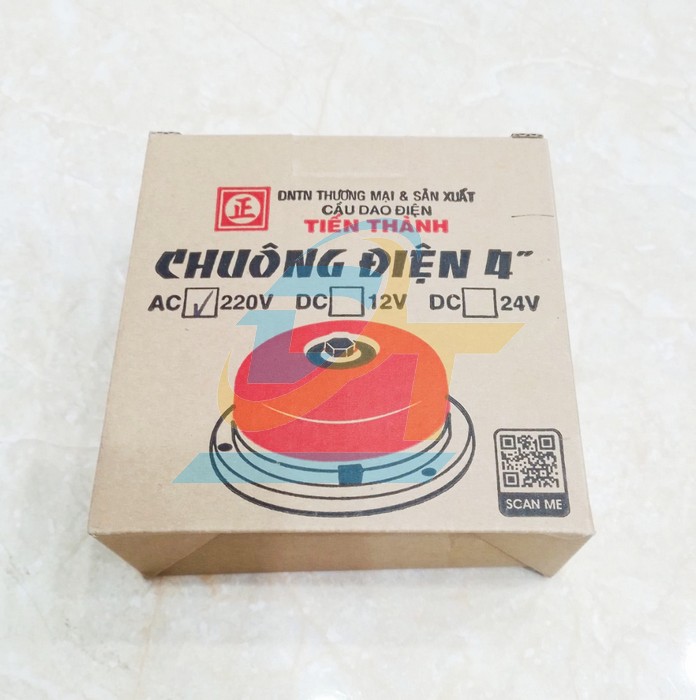 正
DNTN THƯƠNG MẠI & SẢN XUẤT
CẦU DAO ĐIỆN
TIẾN THÀNH
CHUÔNG ĐIỆN 4"
AC ☑ 220V DC ☐ 12V DC ☐ 24V
SCAN ME